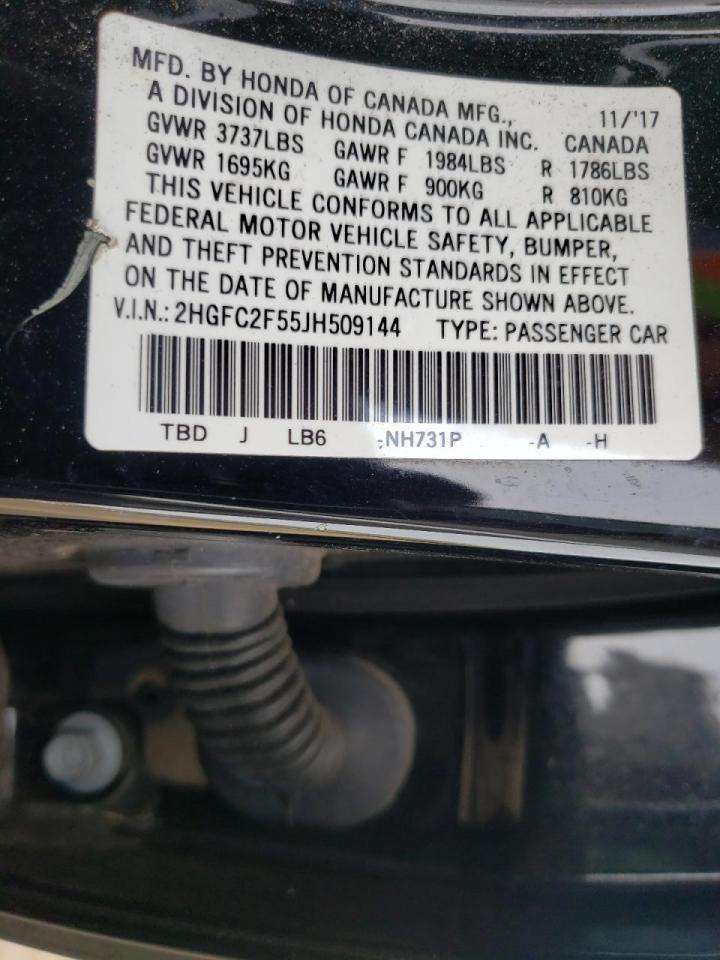 MFD. BY HONDA OF CANADA MFG., 11/'17
A DIVISION OF HONDA CANADA INC. CANADA
GVWR 3737LBS GAWR F 1984LBS R 1786LBS
GVWR 1695KG GAWR F 900KG R 810KG
THIS VEHICLE CONFORMS TO ALL APPLICABLE
FEDERAL MOTOR VEHICLE SAFETY, BUMPER,
AND THEFT PREVENTION STANDARDS IN EFFECT
ON THE DATE OF MANUFACTURE SHOWN ABOVE.
V.I.N.: 2HGFC2F55JH509144 TYPE: PASSENGER CAR
TBD J LB6 -NH731P -A -H